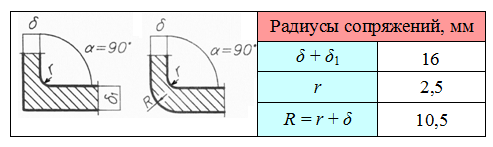 δ
α=90°
r
δ₁
δ
α=90°
r
R
Радиусы сопряжений, мм
δ + δ₁ 16
r 2,5
R = r + δ 10,5